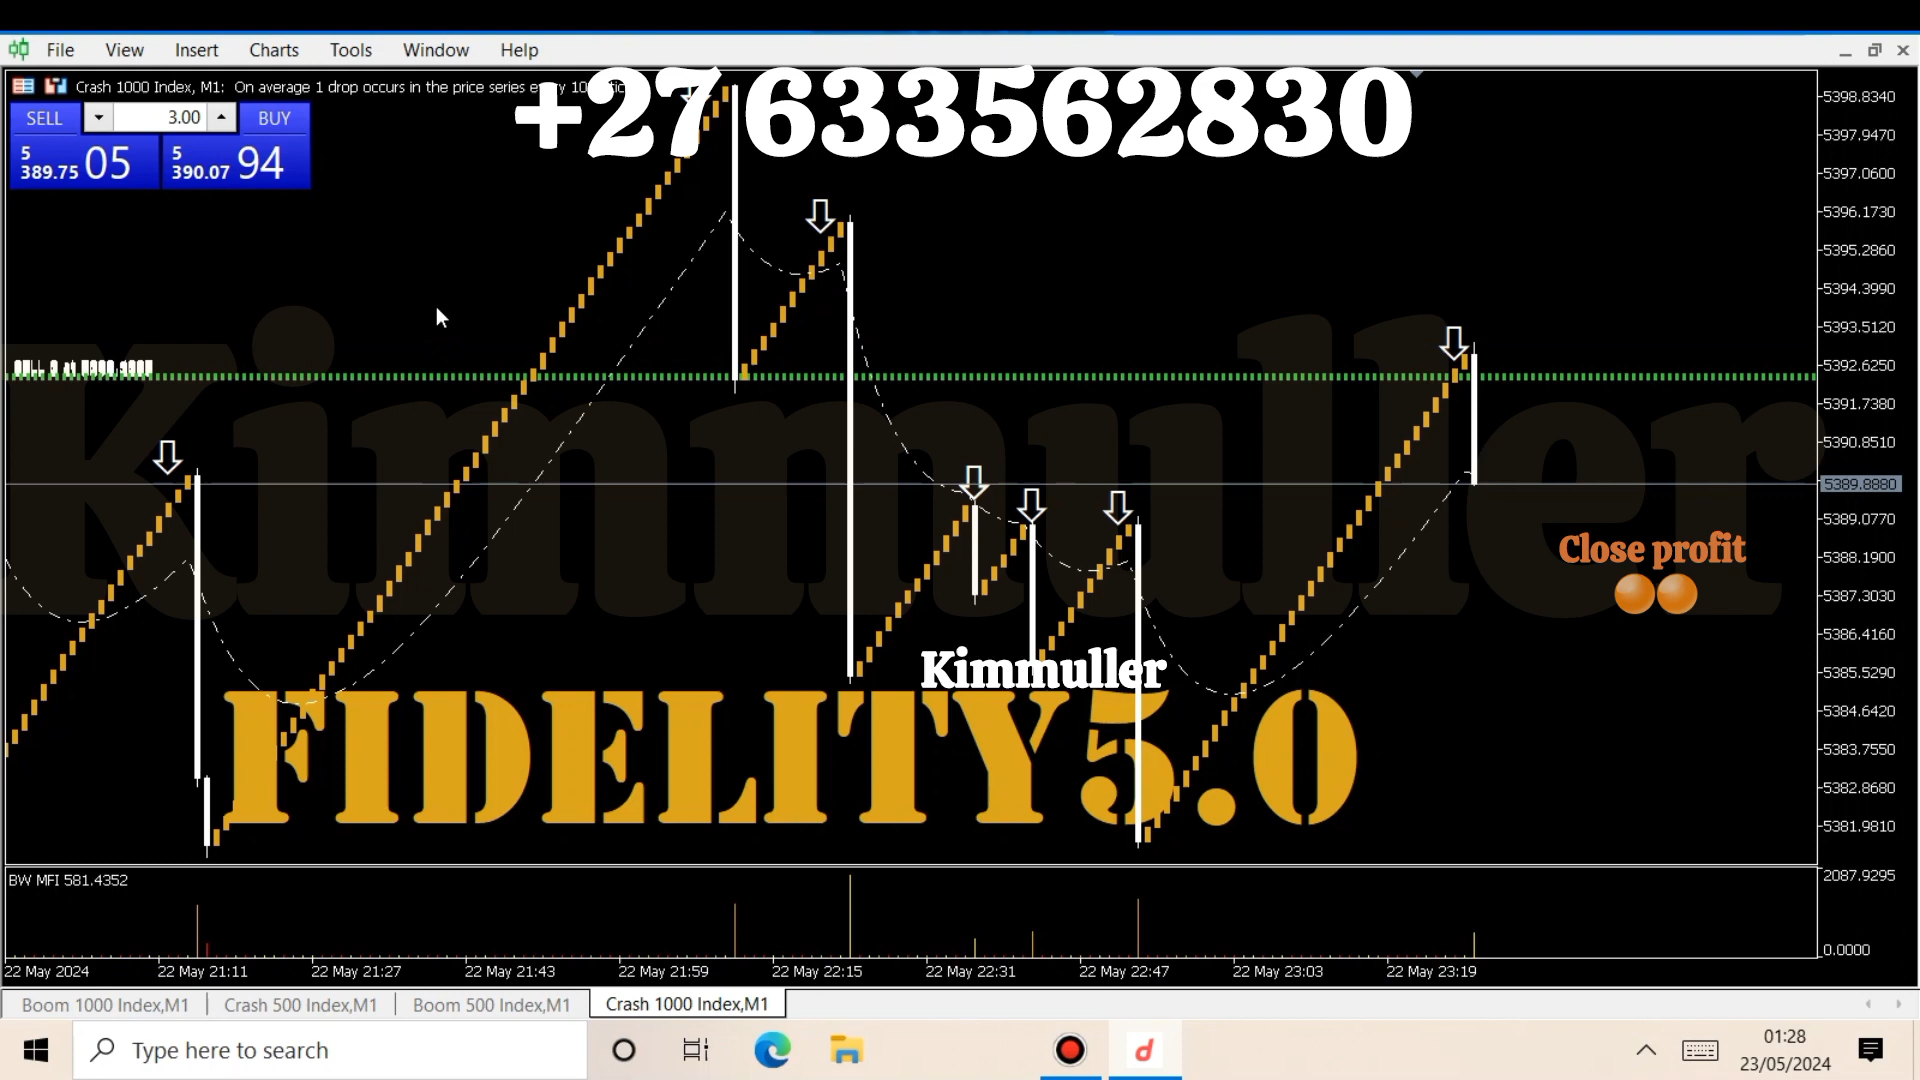 File View Insert Charts Tools Window Help
Crash 1000 Index, M1: On average 1 drop occurs in the price series
+27 633562830
SELL 3.00 BUY
5 389.75 05 5 390.07 94
5398.8340
5397.9470
5397.0600
5396.1730
5395.2860
5394.3990
5393.5120
5392.6250
5391.7380
5390.8510
5389.8880
5389.0770
5388.1900
5387.3030
5386.4160
5385.5290
5384.6420
5383.7550
5382.8680
5381.9810
Kimmuller
Close profit
Kimmuller
FIDELITY5.0
BW MFI 581.4352
2087.9295
0.0000
22 May 2024 22 May 21:11 22 May 21:27 22 May 21:43 22 May 21:59 22 May 22:15 22 May 22:31 22 May 22:47 22 May 23:03 22 May 23:19
Boom 1000 Index,M1 Crash 500 Index,M1 Boom 500 Index,M1 Crash 1000 Index,M1
Type here to search
01:28
23/05/2024